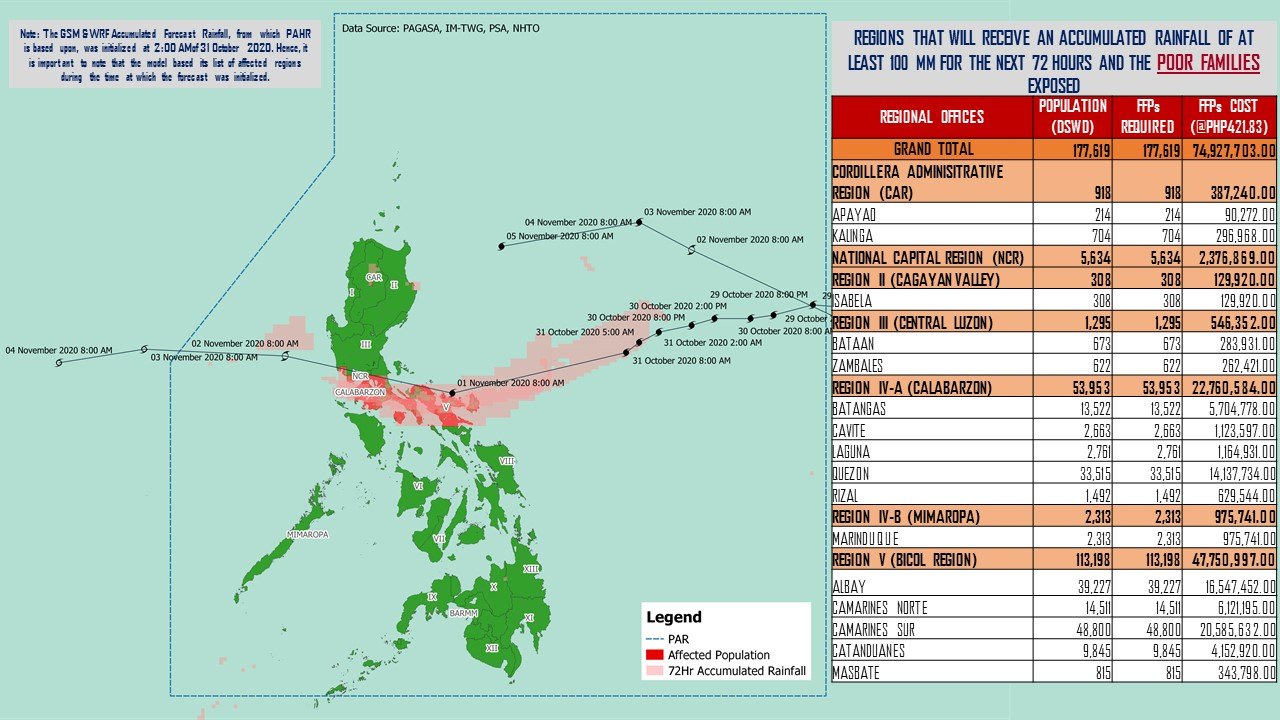 Note: The GSM & WRF Accumulated Forecast Rainfall, from which PAHR
is based upon, was initialized at 2:00 AM of 31 October 2020. Hence, it
is important to note that the model based its list of affected regions
during the time at which the forecast was initialized.
Data Source: PAGASA, IM-TWG, PSA, NHTO
03 November 2020 8:00 AM
04 November 2020 8:00 AM
05 November 2020 8:00 AM
02 November 2020 8:00 AM
29 October 2020 8:00 PM
29
30 October 2020 2:00 PM
30 October 2020 8:00 PM
29 October
30 October 2020 8:00 A
31 October 2020 5:00 AM
31 October 2020 2:00 AM
31 October 2020 8:00 AM
02 November 2020 8:00 AM
04 November 2020 8:00 AM
03 November 2020 8:00 AM
01 November 2020 8:00 AM
CAR
I
II
III
NCR
CALABARZON
V
VIII
VI
MIMAROPA
VII
XIII
X
IX
BARMM
XI
XII
Legend
PAR
Affected Population
72Hr Accumulated Rainfall
REGIONS THAT WILL RECEIVE AN ACCUMULATED RAINFALL OF AT
LEAST 100 MM FOR THE NEXT 72 HOURS AND THE POOR FAMILIES
EXPOSED
REGIONAL OFFICES POPULATION (DSWD) FFPs REQUIRED FFPs COST (@PHP421.83)
GRAND TOTAL 177,619 177,619 74,927,703.00
CORDILLERA ADMINISITRATIVE
REGION (CAR) 918 918 387,240.00
APAYAO 214 214 90,272.00
KALINGA 704 704 296,968.00
NATIONAL CAPITAL REGION (NCR) 5,634 5,634 2,376,869.00
REGION II (CAGAYAN VALLEY) 308 308 129,920.00
ISABELA 308 308 129,920.00
REGION III (CENTRAL LUZON) 1,295 1,295 546,352.00
BATAAN 673 673 283,931.00
ZAMBALES 622 622 262,421.00
REGION IV-A (CALABARZON) 53,953 53,953 22,760,584.00
BATANGAS 13,522 13,522 5,704,778.00
CAVITE 2,663 2,663 1,123,597.00
LAGUNA 2,761 2,761 1,164,931.00
QUEZON 33,515 33,515 14,137,734.00
RIZAL 1,492 1,492 629,544.00
REGION IV-B (MIMAROPA) 2,313 2,313 975,741.00
MARINDUQUE 2,313 2,313 975,741.00
REGION V (BICOL REGION) 113,198 113,198 47,750,997.00
ALBAY 39,227 39,227 16,547,452.00
CAMARINES NORTE 14,511 14,511 6,121,195.00
CAMARINES SUR 48,800 48,800 20,585,632.00
CATANDUANES 9,845 9,845 4,152,920.00
MASBATE 815 815 343,798.00